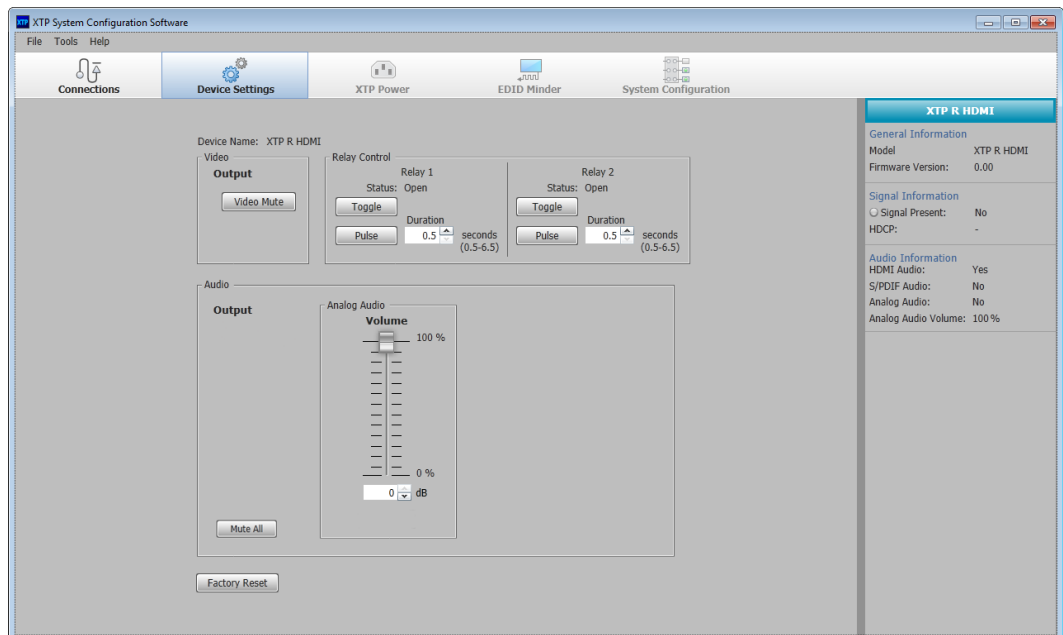 XTP XTP System Configuration Software
File Tools Help
Connections Device Settings XTP Power EDID Minder System Configuration
XTP R HDMI
General Information
Model XTP R HDMI
Firmware Version: 0.00
Signal Information
Signal Present: No
HDCP: -
Audio Information
HDMI Audio: Yes
S/PDIF Audio: No
Analog Audio: No
Analog Audio Volume: 100 %
Device Name: XTP R HDMI
Video
Output
Video Mute
Relay Control
Relay 1
Status: Open
Toggle
Duration
Pulse 0.5 seconds
(0.5-6.5)
Relay 2
Status: Open
Toggle
Duration
Pulse 0.5 seconds
(0.5-6.5)
Audio
Output
Analog Audio
Volume
100 %
0 %
0 dB
Mute All
Factory Reset